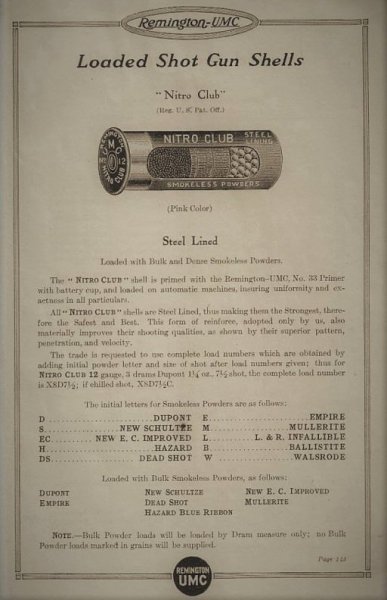 Remington-UMC
Loaded Shot Gun Shells
"Nitro Club"
(Reg. U. S. Pat. Off.)
REMINGTON UMC No 12 NITRO CLUB
NITRO CLUB STEEL LINING
SMOKELESS POWDERS
(Pink Color)
Steel Lined
Loaded with Bulk and Dense Smokeless Powders.
The "NITRO CLUB" shell is primed with the Remington-UMC, No. 33 Primer
with battery cup, and loaded on automatic machines, insuring uniformity and ex-
actness in all particulars.
All "NITRO CLUB" shells are Steel Lined, thus making them the Strongest, there-
fore the Safest and Best. This form of reinforce, adopted only by us, also
materially improves their shooting qualities, as shown by their superior pattern,
penetration, and velocity.
The trade is requested to use complete load numbers which are obtained by
adding initial powder letter and size of shot after load numbers given; thus for
NITRO CLUB 12 gauge, 3 drams Dupont 1¼ oz., 7½ shot, the complete load number
is X8D7½; if chilled shot, X8D7½C.
The initial letters for Smokeless Powders are as follows:
D ............ DUPONT E ............ EMPIRE
S ............ NEW SCHULTZE M ............ MULLERITE
EC ............ NEW E. C. IMPROVED L ............ L. & R. INFALLIBLE
H ............ HAZARD B ............ BALLISTITE
DS ............ DEAD SHOT W ............ WALSRODE
Loaded with Bulk Smokeless Powders, as follows:
DUPONT NEW SCHULTZE NEW E. C. IMPROVED
EMPIRE DEAD SHOT MULLERITE
HAZARD BLUE RIBBON
NOTE.—Bulk Powder loads will be loaded by Dram measure only; no Bulk
Powder loads marked in grains will be supplied.
Page
REMINGTON
UMC